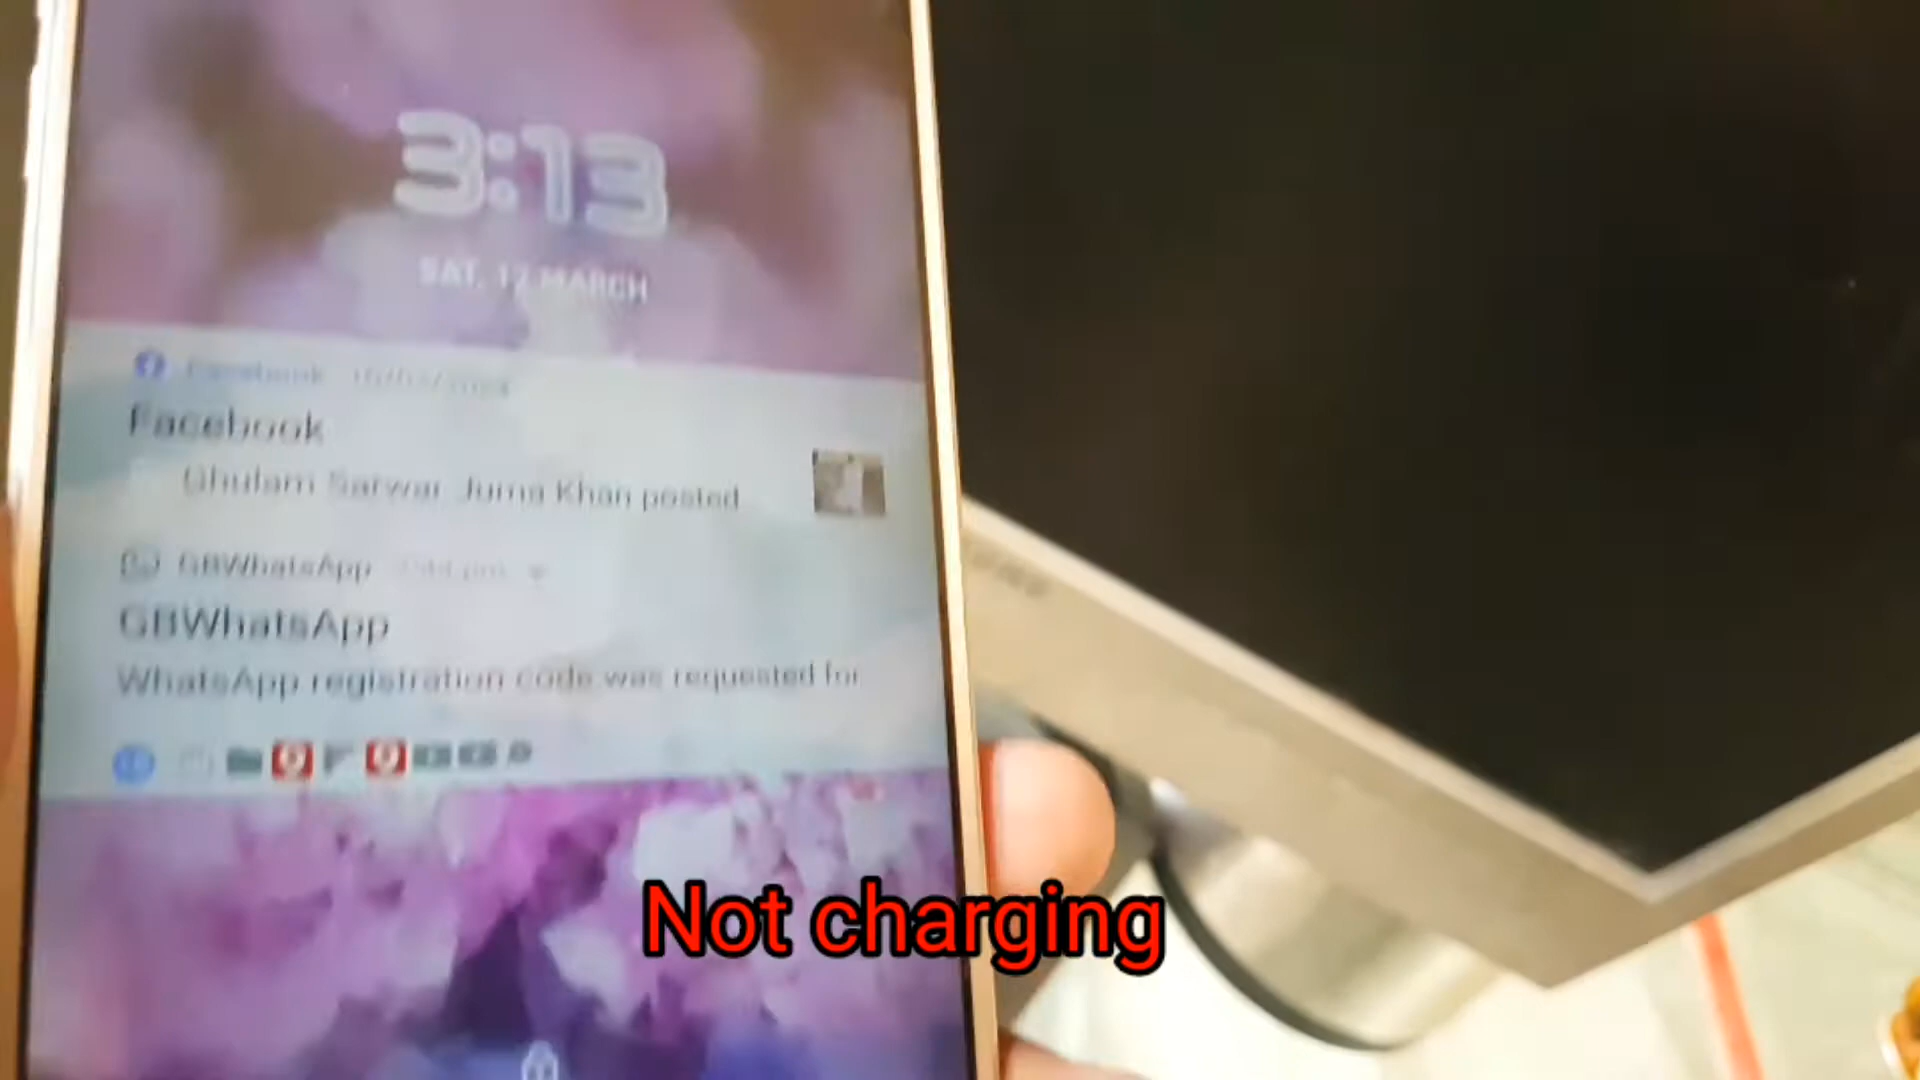 3:13
SAT, 12 MARCH
Facebook
Facebook
Ghulam Sarwar Juma Khan posted
GBWhatsApp
GBWhatsApp
WhatsApp registration code was requested for
Not charging